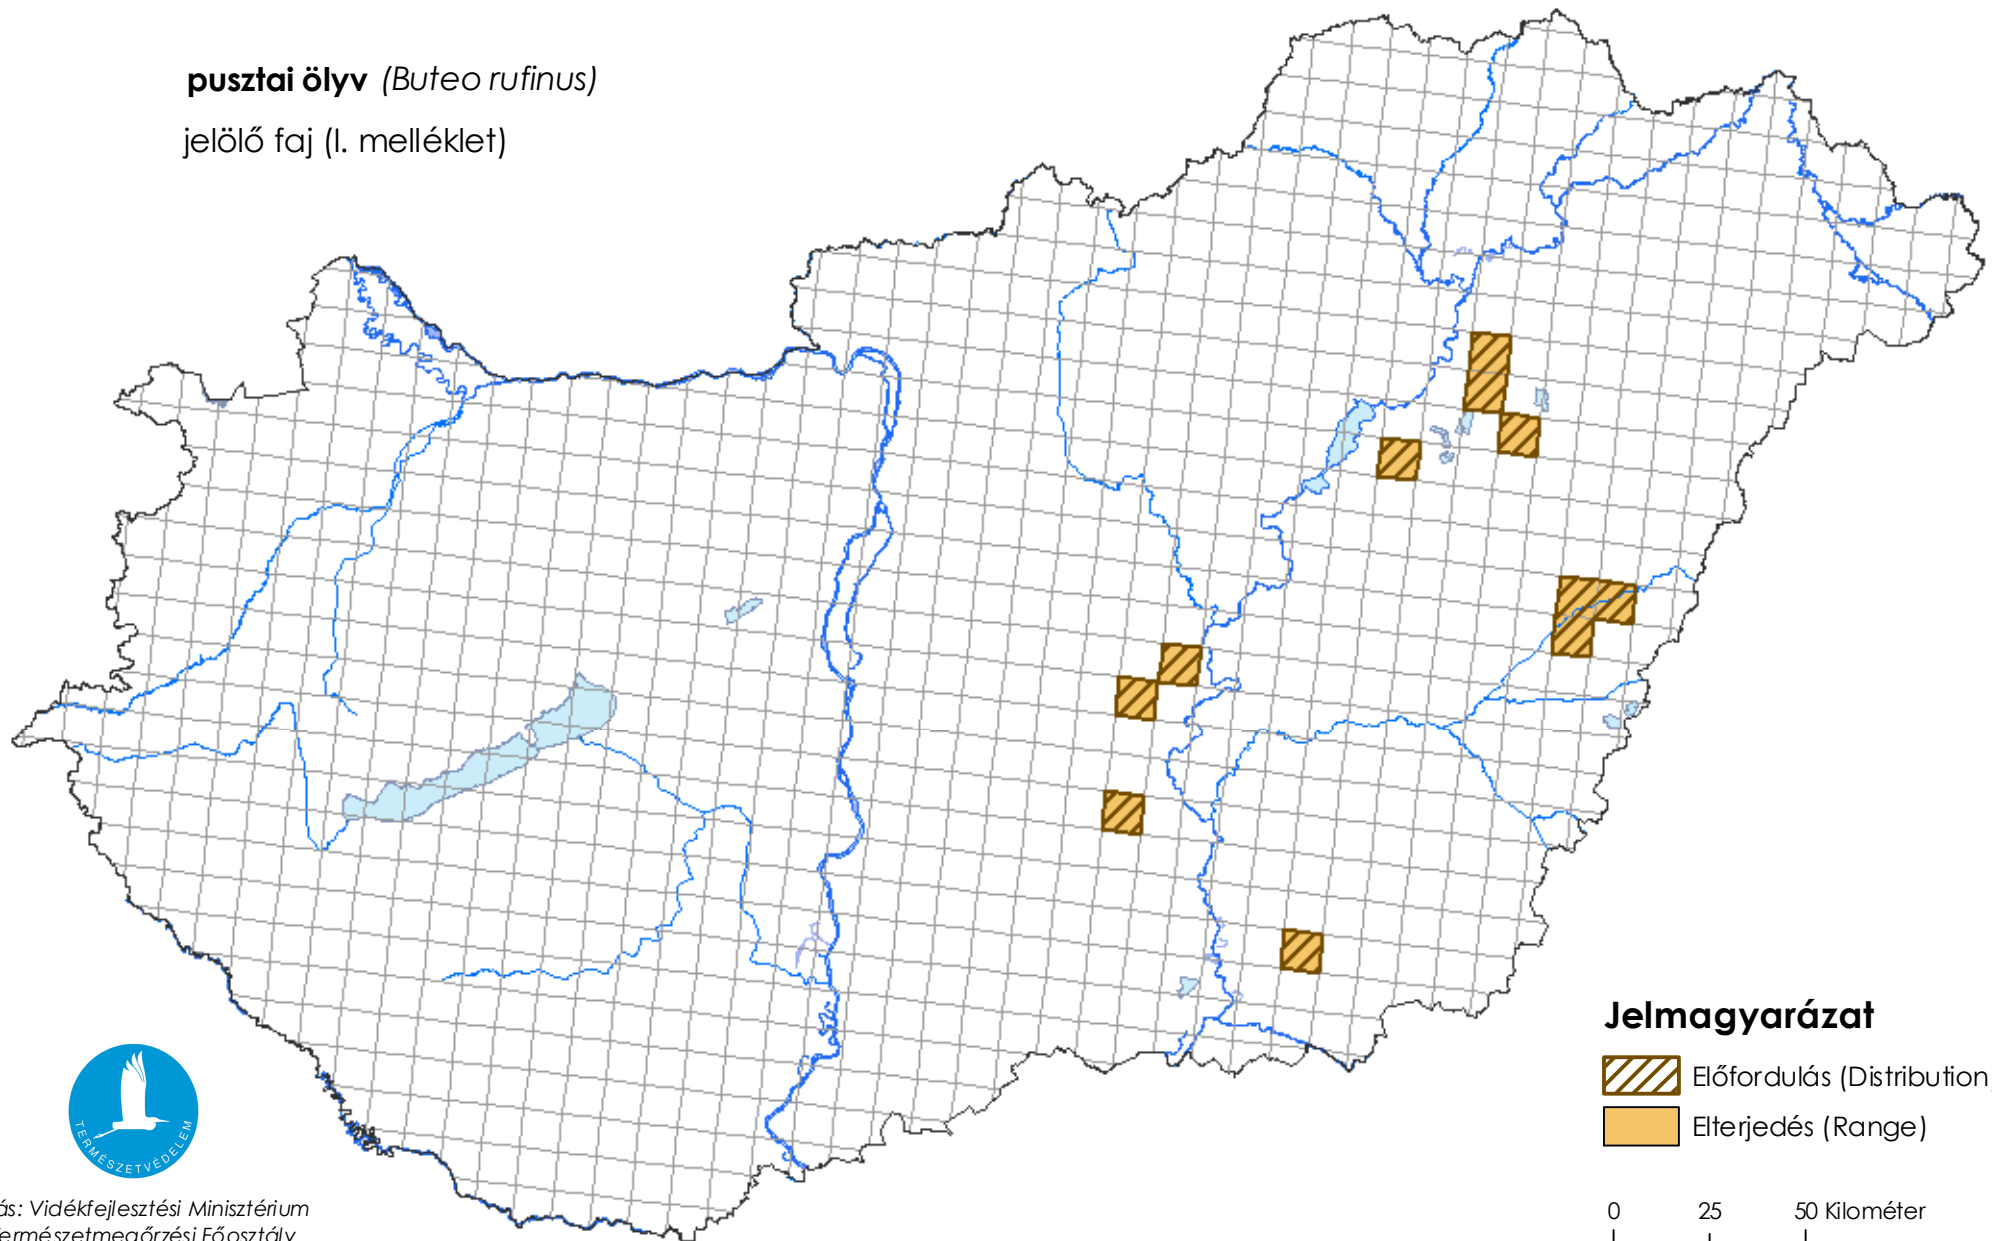 pusztai ölyv (Buteo rufinus)
jelölő faj (I. melléklet)
Jelmagyarázat
Előfordulás (Distribution
Elterjedés (Range)
0 25 50 Kilométer
TERMÉSZETVÉDELEM
ás: Vidékfejlesztési Minisztérium
Természetmegőrzési Főosztály